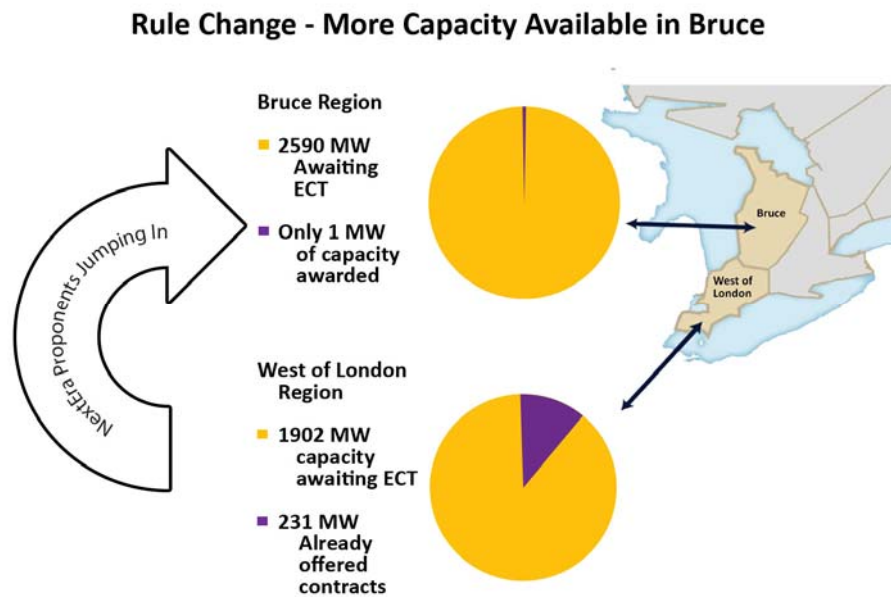 Rule Change - More Capacity Available in Bruce
NextEra Proponents Jumping In
Bruce Region
2590 MW
Awaiting
ECT
Only 1 MW
of capacity
awarded
Bruce
West of
London
West of London
Region
1902 MW
capacity
awaiting ECT
231 MW
Already
offered
contracts